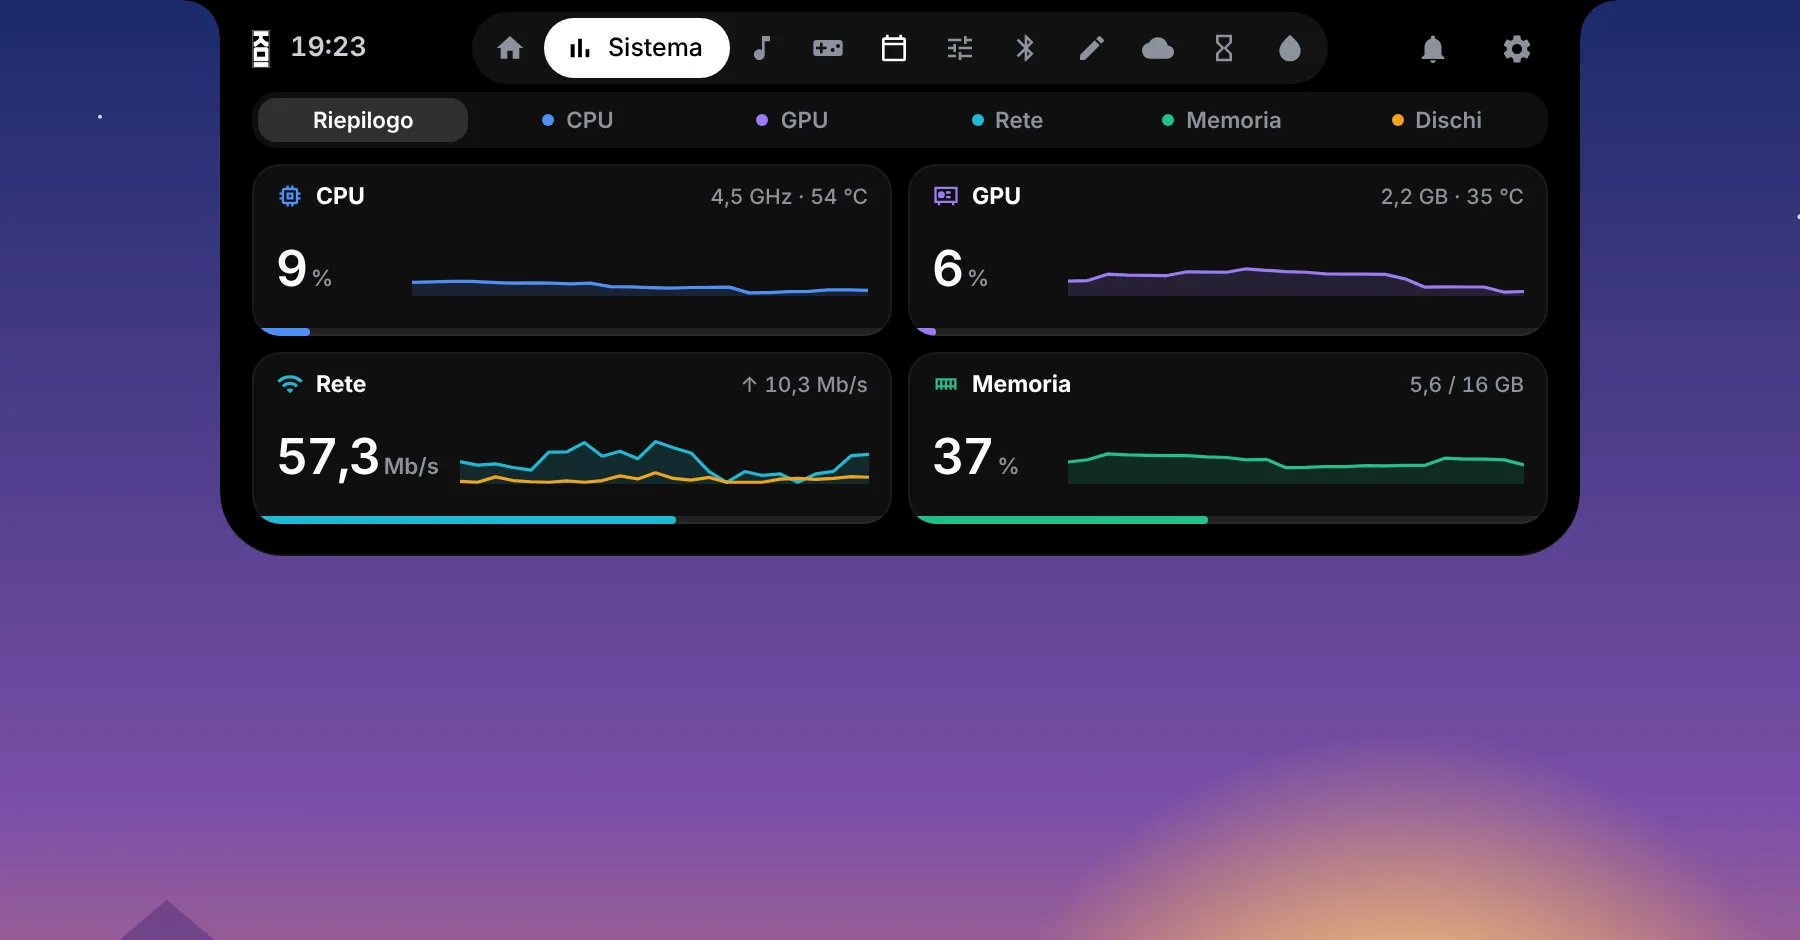 19:23
Sistema
Riepilogo
CPU
GPU
Rete
Memoria
Dischi
CPU
4,5 GHz · 54 °C
9 %
GPU
2,2 GB · 35 °C
6 %
Rete
↑ 10,3 Mb/s
57,3 Mb/s
Memoria
5,6 / 16 GB
37 %